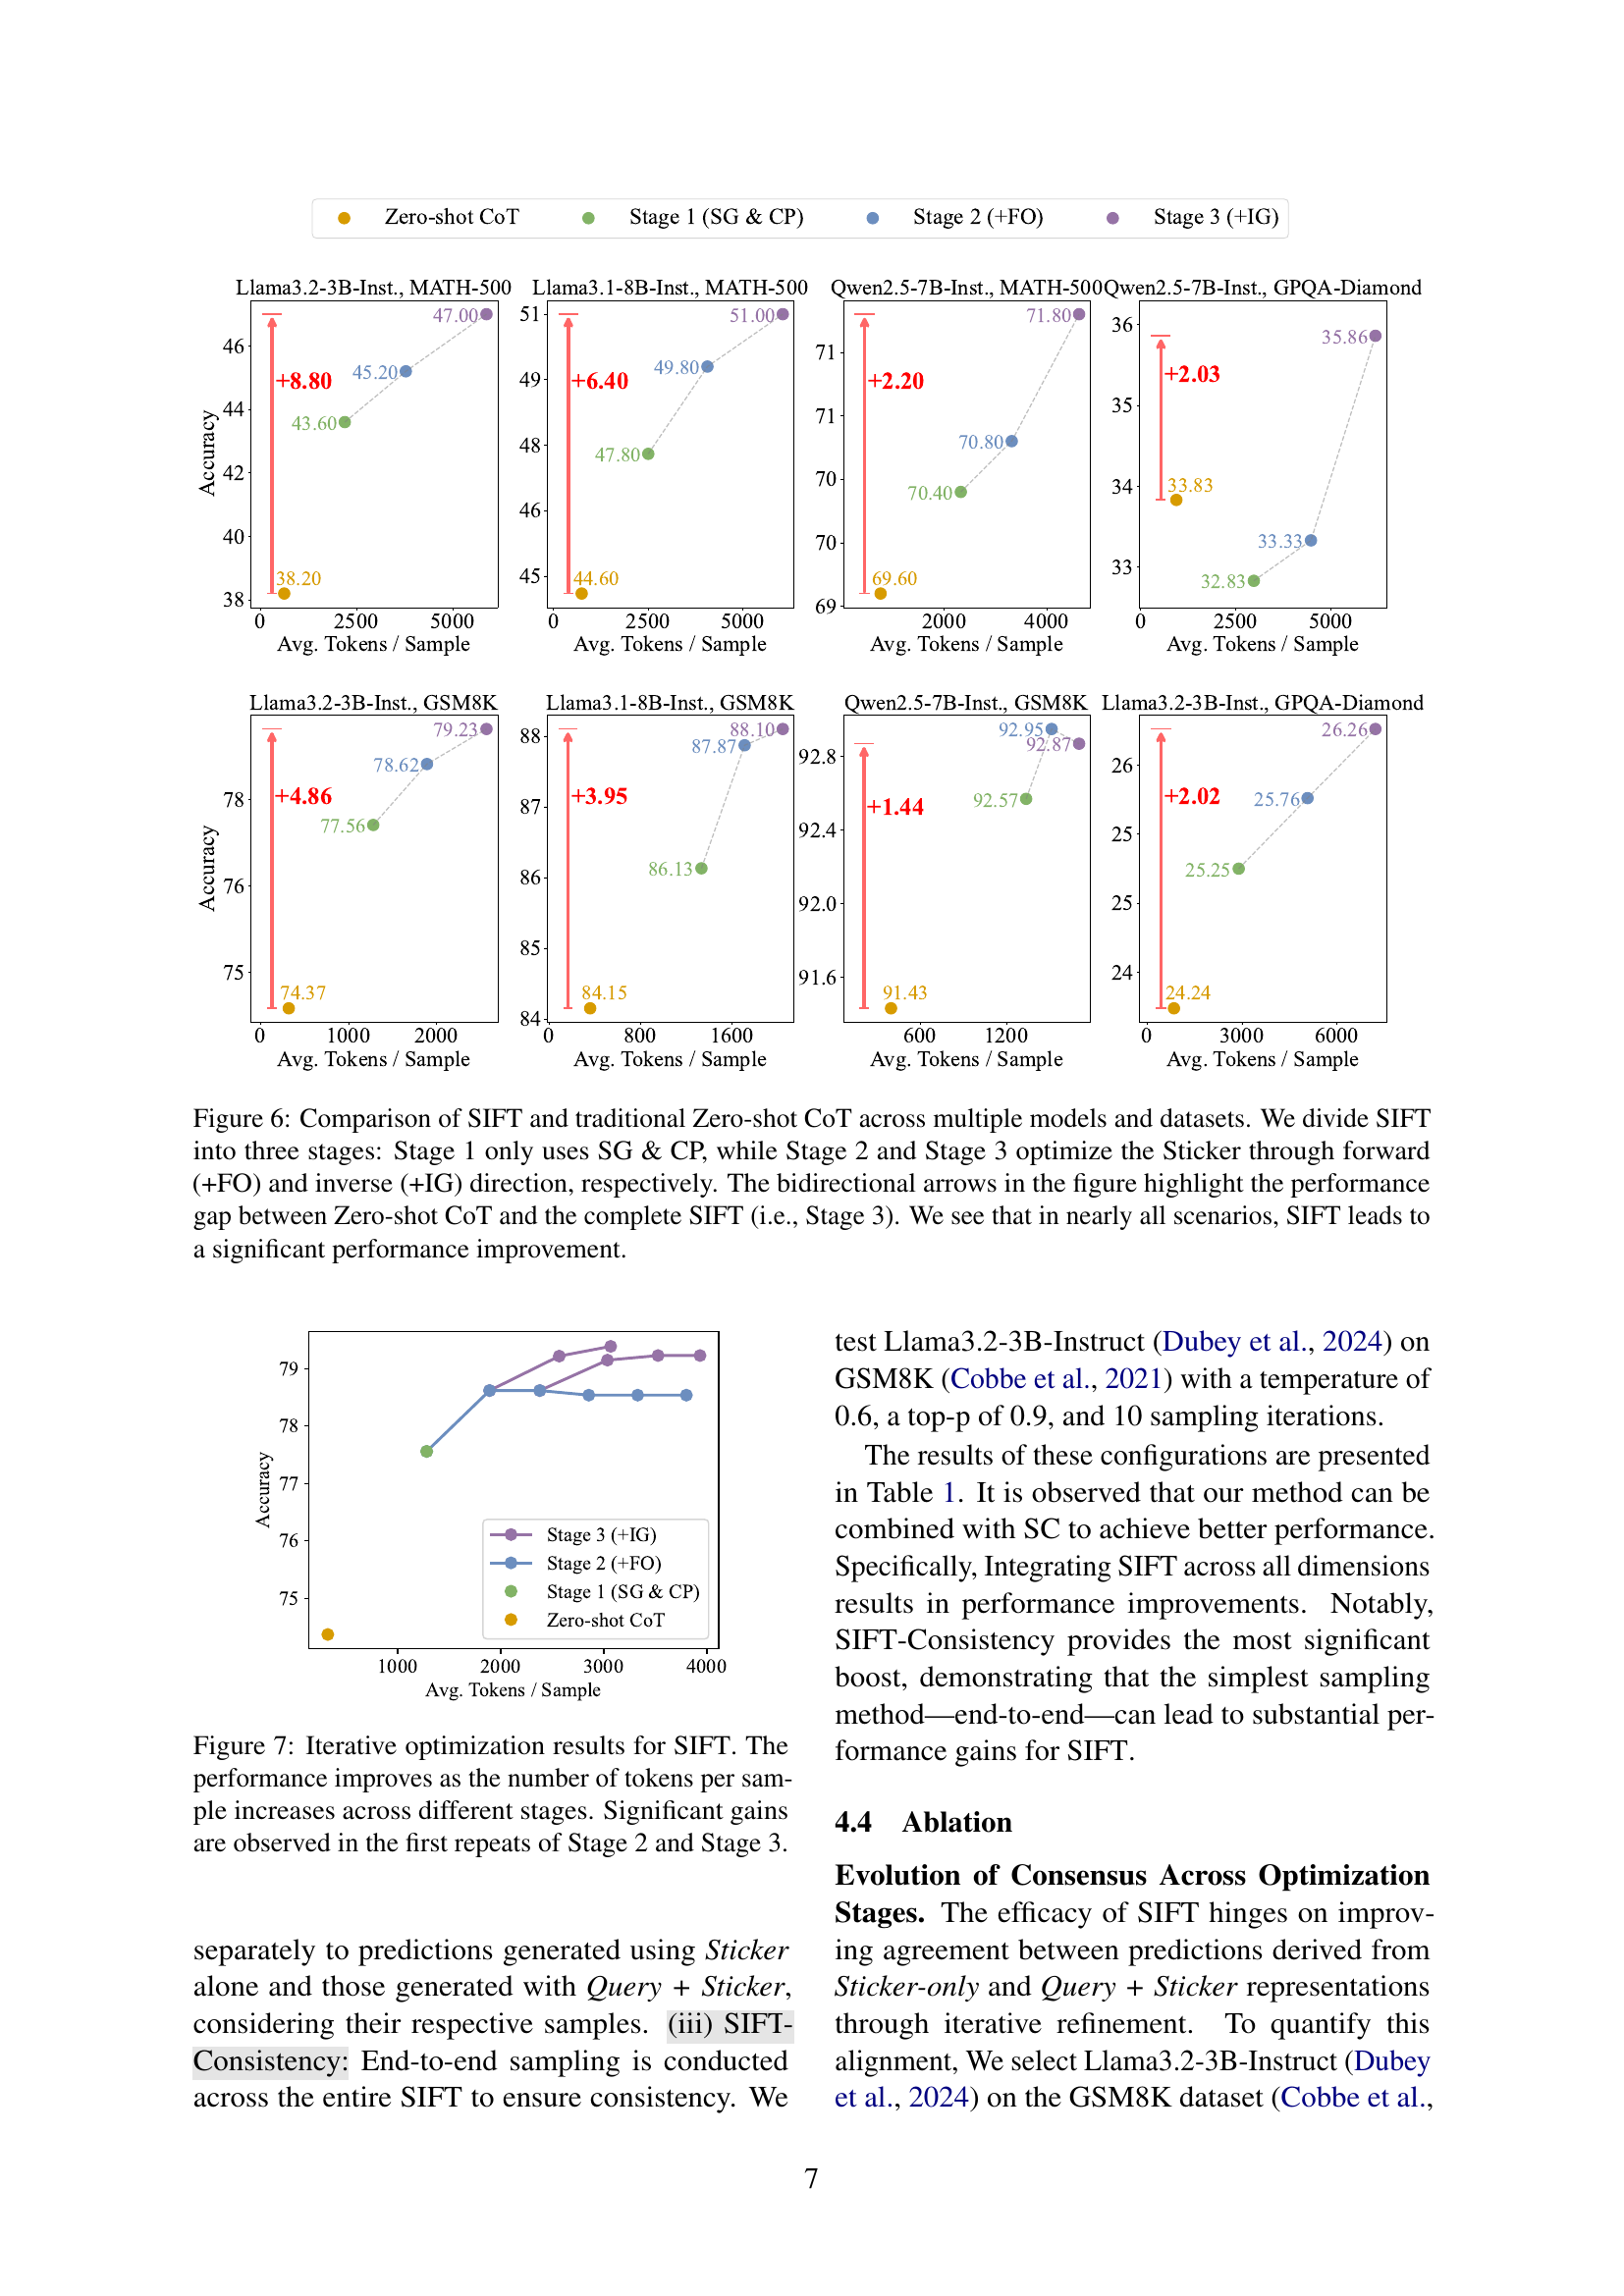 Zero-shot CoT Stage 1 (SG & CP) Stage 2 (+FO) Stage 3 (+IG)
Llama3.2-3B-Inst., MATH-500
47.00
46
+8.80
45.20
44
43.60
42
40
38.20
38
Accuracy
0 2500 5000
Avg. Tokens / Sample
Llama3.1-8B-Inst., MATH-500
51
51.00
49.80
49
+6.40
48
47.80
46
45
44.60
0 2500 5000
Avg. Tokens / Sample
Qwen2.5-7B-Inst., MATH-500
71.80
71
+2.20
71
70.80
70
70.40
70
69.60
69
2000 4000
Avg. Tokens / Sample
Qwen2.5-7B-Inst., GPQA-Diamond
36
35.86
+2.03
35
34
33.83
33.33
33
32.83
0 2500 5000
Avg. Tokens / Sample
Llama3.2-3B-Inst., GSM8K
79.23
78.62
78
+4.86
77.56
76
75
74.37
Accuracy
0 1000 2000
Avg. Tokens / Sample
Llama3.1-8B-Inst., GSM8K
88
88.10
87.87
+3.95
87
86.13
86
85
84.15
84
0 800 1600
Avg. Tokens / Sample
Qwen2.5-7B-Inst., GSM8K
92.95
92.87
92.8
+1.44
92.57
92.4
92.0
91.6
91.43
600 1200
Avg. Tokens / Sample
Llama3.2-3B-Inst., GPQA-Diamond
26.26
26
+2.02
25.76
25
25.25
25
24
24.24
0 3000 6000
Avg. Tokens / Sample
Figure 6: Comparison of SIFT and traditional Zero-shot CoT across multiple models and datasets. We divide SIFT
into three stages: Stage 1 only uses SG & CP, while Stage 2 and Stage 3 optimize the Sticker through forward
(+FO) and inverse (+IG) direction, respectively. The bidirectional arrows in the figure highlight the performance
gap between Zero-shot CoT and the complete SIFT (i.e., Stage 3). We see that in nearly all scenarios, SIFT leads to
a significant performance improvement.
79
78
77
76
75
Accuracy
Stage 3 (+IG)
Stage 2 (+FO)
Stage 1 (SG & CP)
Zero-shot CoT
1000 2000 3000 4000
Avg. Tokens / Sample
Figure 7: Iterative optimization results for SIFT. The
performance improves as the number of tokens per sam-
ple increases across different stages. Significant gains
are observed in the first repeats of Stage 2 and Stage 3.
separately to predictions generated using Sticker
alone and those generated with Query + Sticker,
considering their respective samples. (iii) SIFT-
Consistency: End-to-end sampling is conducted
across the entire SIFT to ensure consistency. We
test Llama3.2-3B-Instruct (Dubey et al., 2024) on
GSM8K (Cobbe et al., 2021) with a temperature of
0.6, a top-p of 0.9, and 10 sampling iterations.
The results of these configurations are presented
in Table 1. It is observed that our method can be
combined with SC to achieve better performance.
Specifically, Integrating SIFT across all dimensions
results in performance improvements. Notably,
SIFT-Consistency provides the most significant
boost, demonstrating that the simplest sampling
method—end-to-end—can lead to substantial per-
formance gains for SIFT.
4.4 Ablation
Evolution of Consensus Across Optimization
Stages. The efficacy of SIFT hinges on improv-
ing agreement between predictions derived from
Sticker-only and Query + Sticker representations
through iterative refinement. To quantify this
alignment, We select Llama3.2-3B-Instruct (Dubey
et al., 2024) on the GSM8K dataset (Cobbe et al.,
7